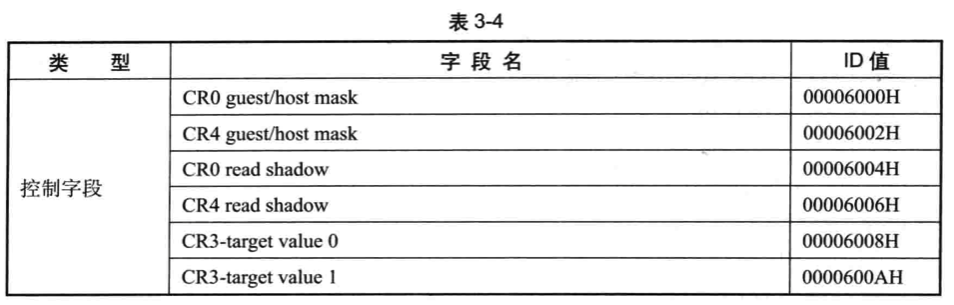 表 3-4
类 型 字 段 名 ID 值
控制字段
CR0 guest/host mask 00006000H
CR4 guest/host mask 00006002H
CR0 read shadow 00006004H
CR4 read shadow 00006006H
CR3-target value 0 00006008H
CR3-target value 1 0000600AH